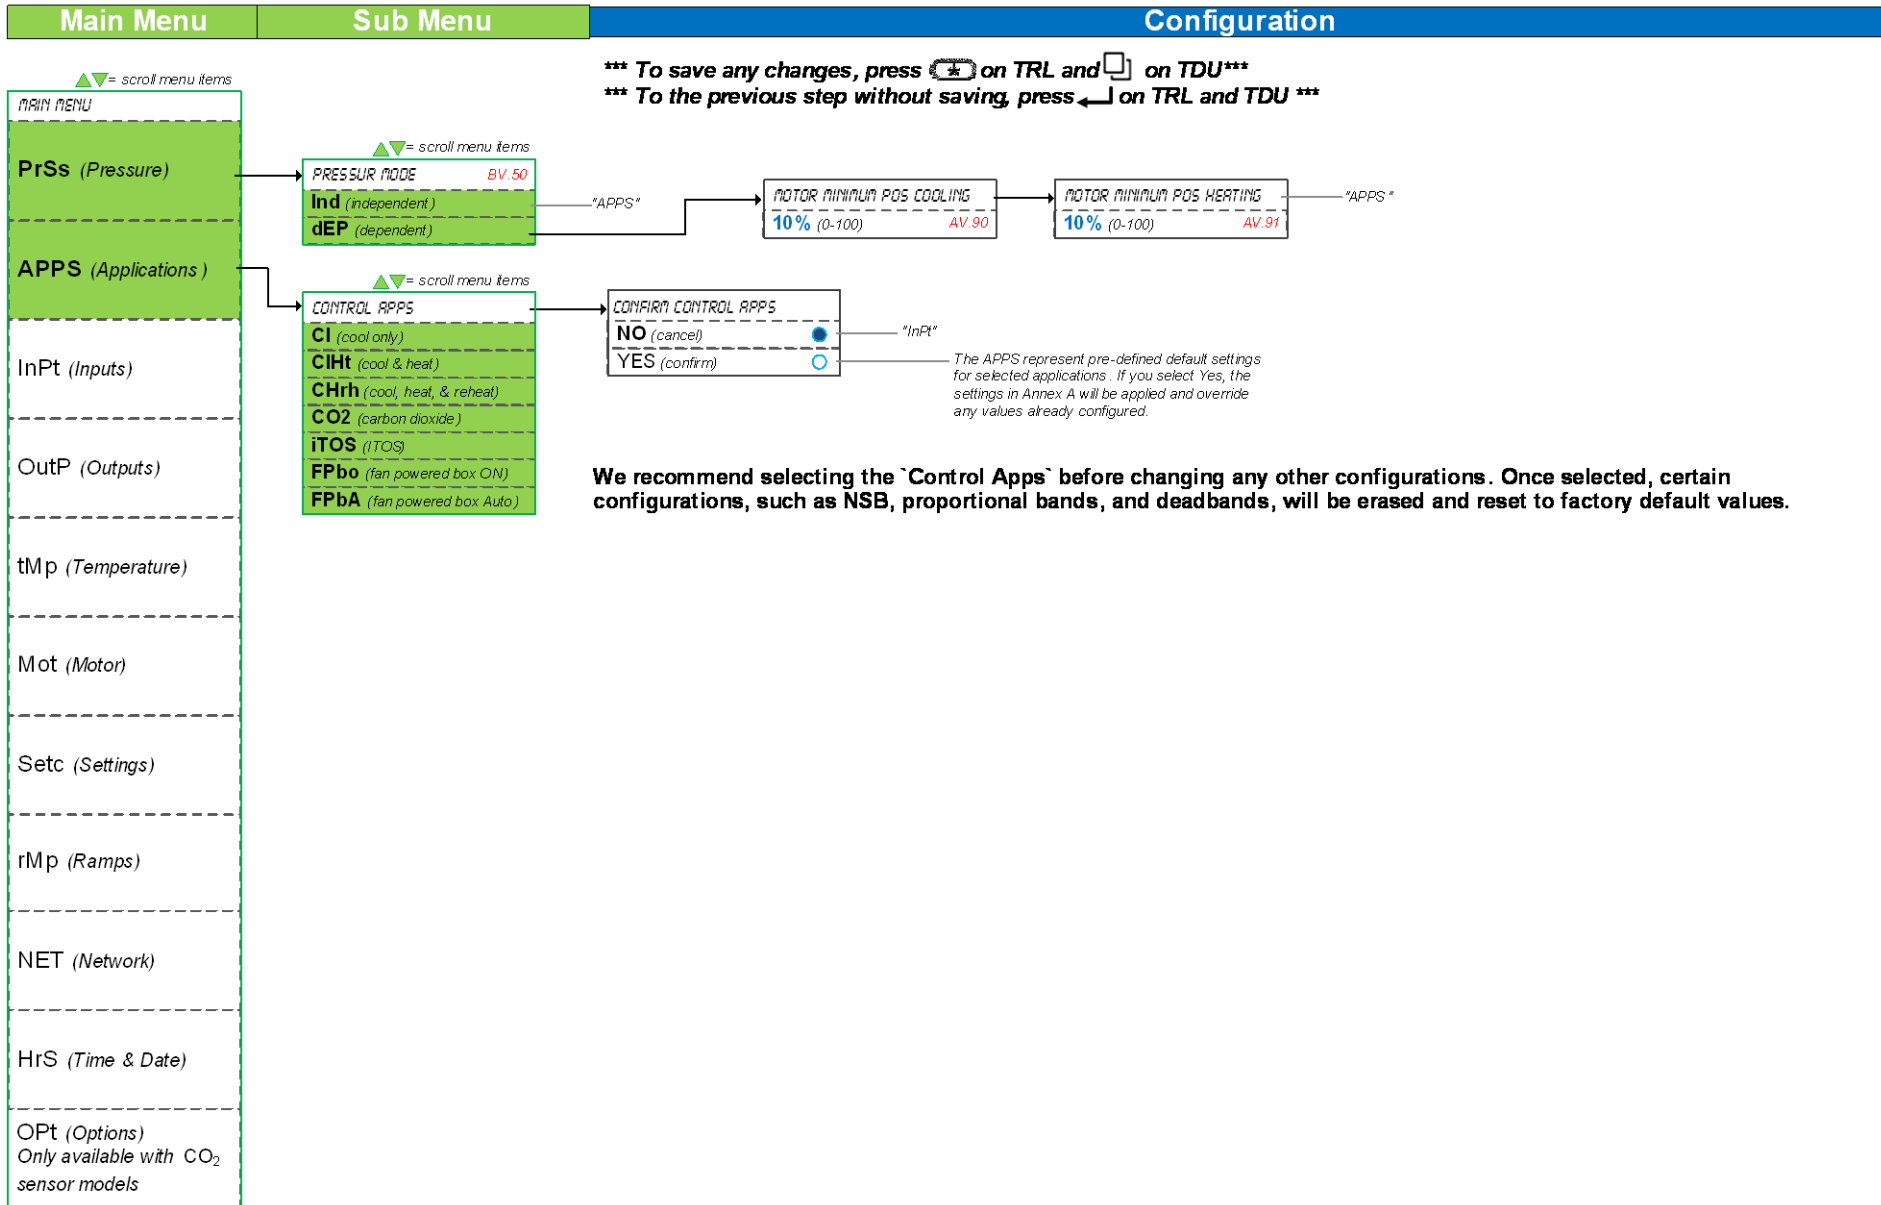 Main Menu
Sub Menu
Configuration
*** To save any changes, press on TRL and on TDU***
*** To the previous step without saving, press on TRL and TDU ***
= scroll menu items
MAIN MENU
PrSs (Pressure)
APPS (Applications )
InPt (Inputs)
OutP (Outputs)
tMp (Temperature)
Mot (Motor)
Setc (Settings)
rMp (Ramps)
NET (Network)
HrS (Time & Date)
OPt (Options)
Only available with CO₂
sensor models
= scroll menu items
PRESSUR MODE BV.50
Ind (independent)
dEP (dependent)
"APPS"
MOTOR MINIMUM POS COOLING
10% (0-100) AV.90
MOTOR MINIMUM POS HEATING
10% (0-100) AV.91
"APPS "
= scroll menu items
CONTROL APPS
Cl (cool only)
ClHt (cool & heat)
CHrh (cool, heat, & reheat)
CO2 (carbon dioxide)
iTOS (ITOS)
FPbo (fan powered box ON)
FPbA (fan powered box Auto)
CONFIRM CONTROL APPS
NO (cancel)
YES (confirm)
"InPt"
The APPS represent pre-defined default settings
for selected applications. If you select Yes, the
settings in Annex A will be applied and override
any values already configured.
We recommend selecting the `Control Apps` before changing any other configurations. Once selected, certain
configurations, such as NSB, proportional bands, and deadbands, will be erased and reset to factory default values.